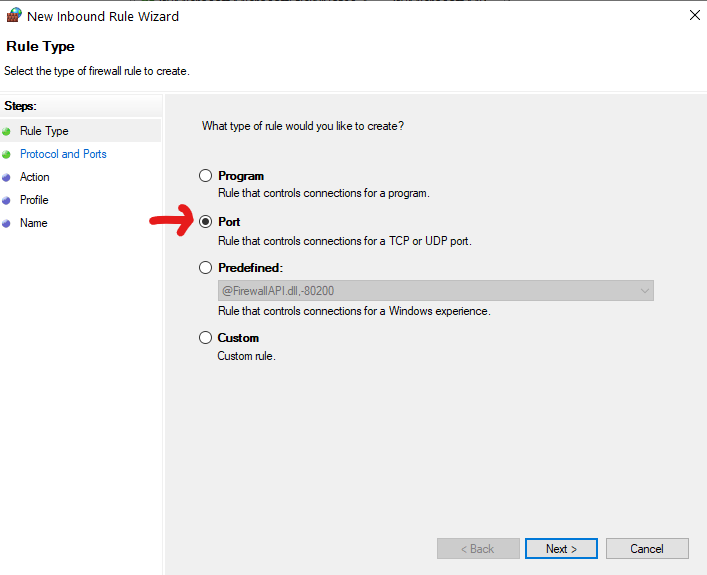 New Inbound Rule Wizard
Rule Type
Select the type of firewall rule to create.
Steps:
Rule Type
Protocol and Ports
Action
Profile
Name
What type of rule would you like to create?
Program
Rule that controls connections for a program.
Port
Rule that controls connections for a TCP or UDP port.
Predefined:
@FirewallAPI.dll,-80200
Rule that controls connections for a Windows experience.
Custom
Custom rule.
< Back
Next >
Cancel